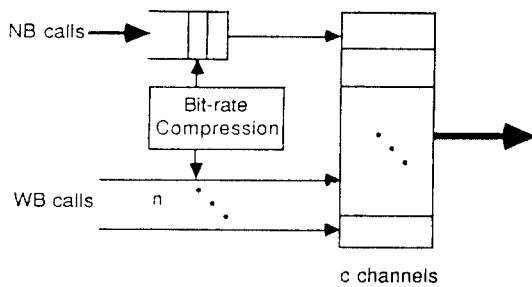 NB calls
Bit-rate
Compression
WB calls
n
c channels